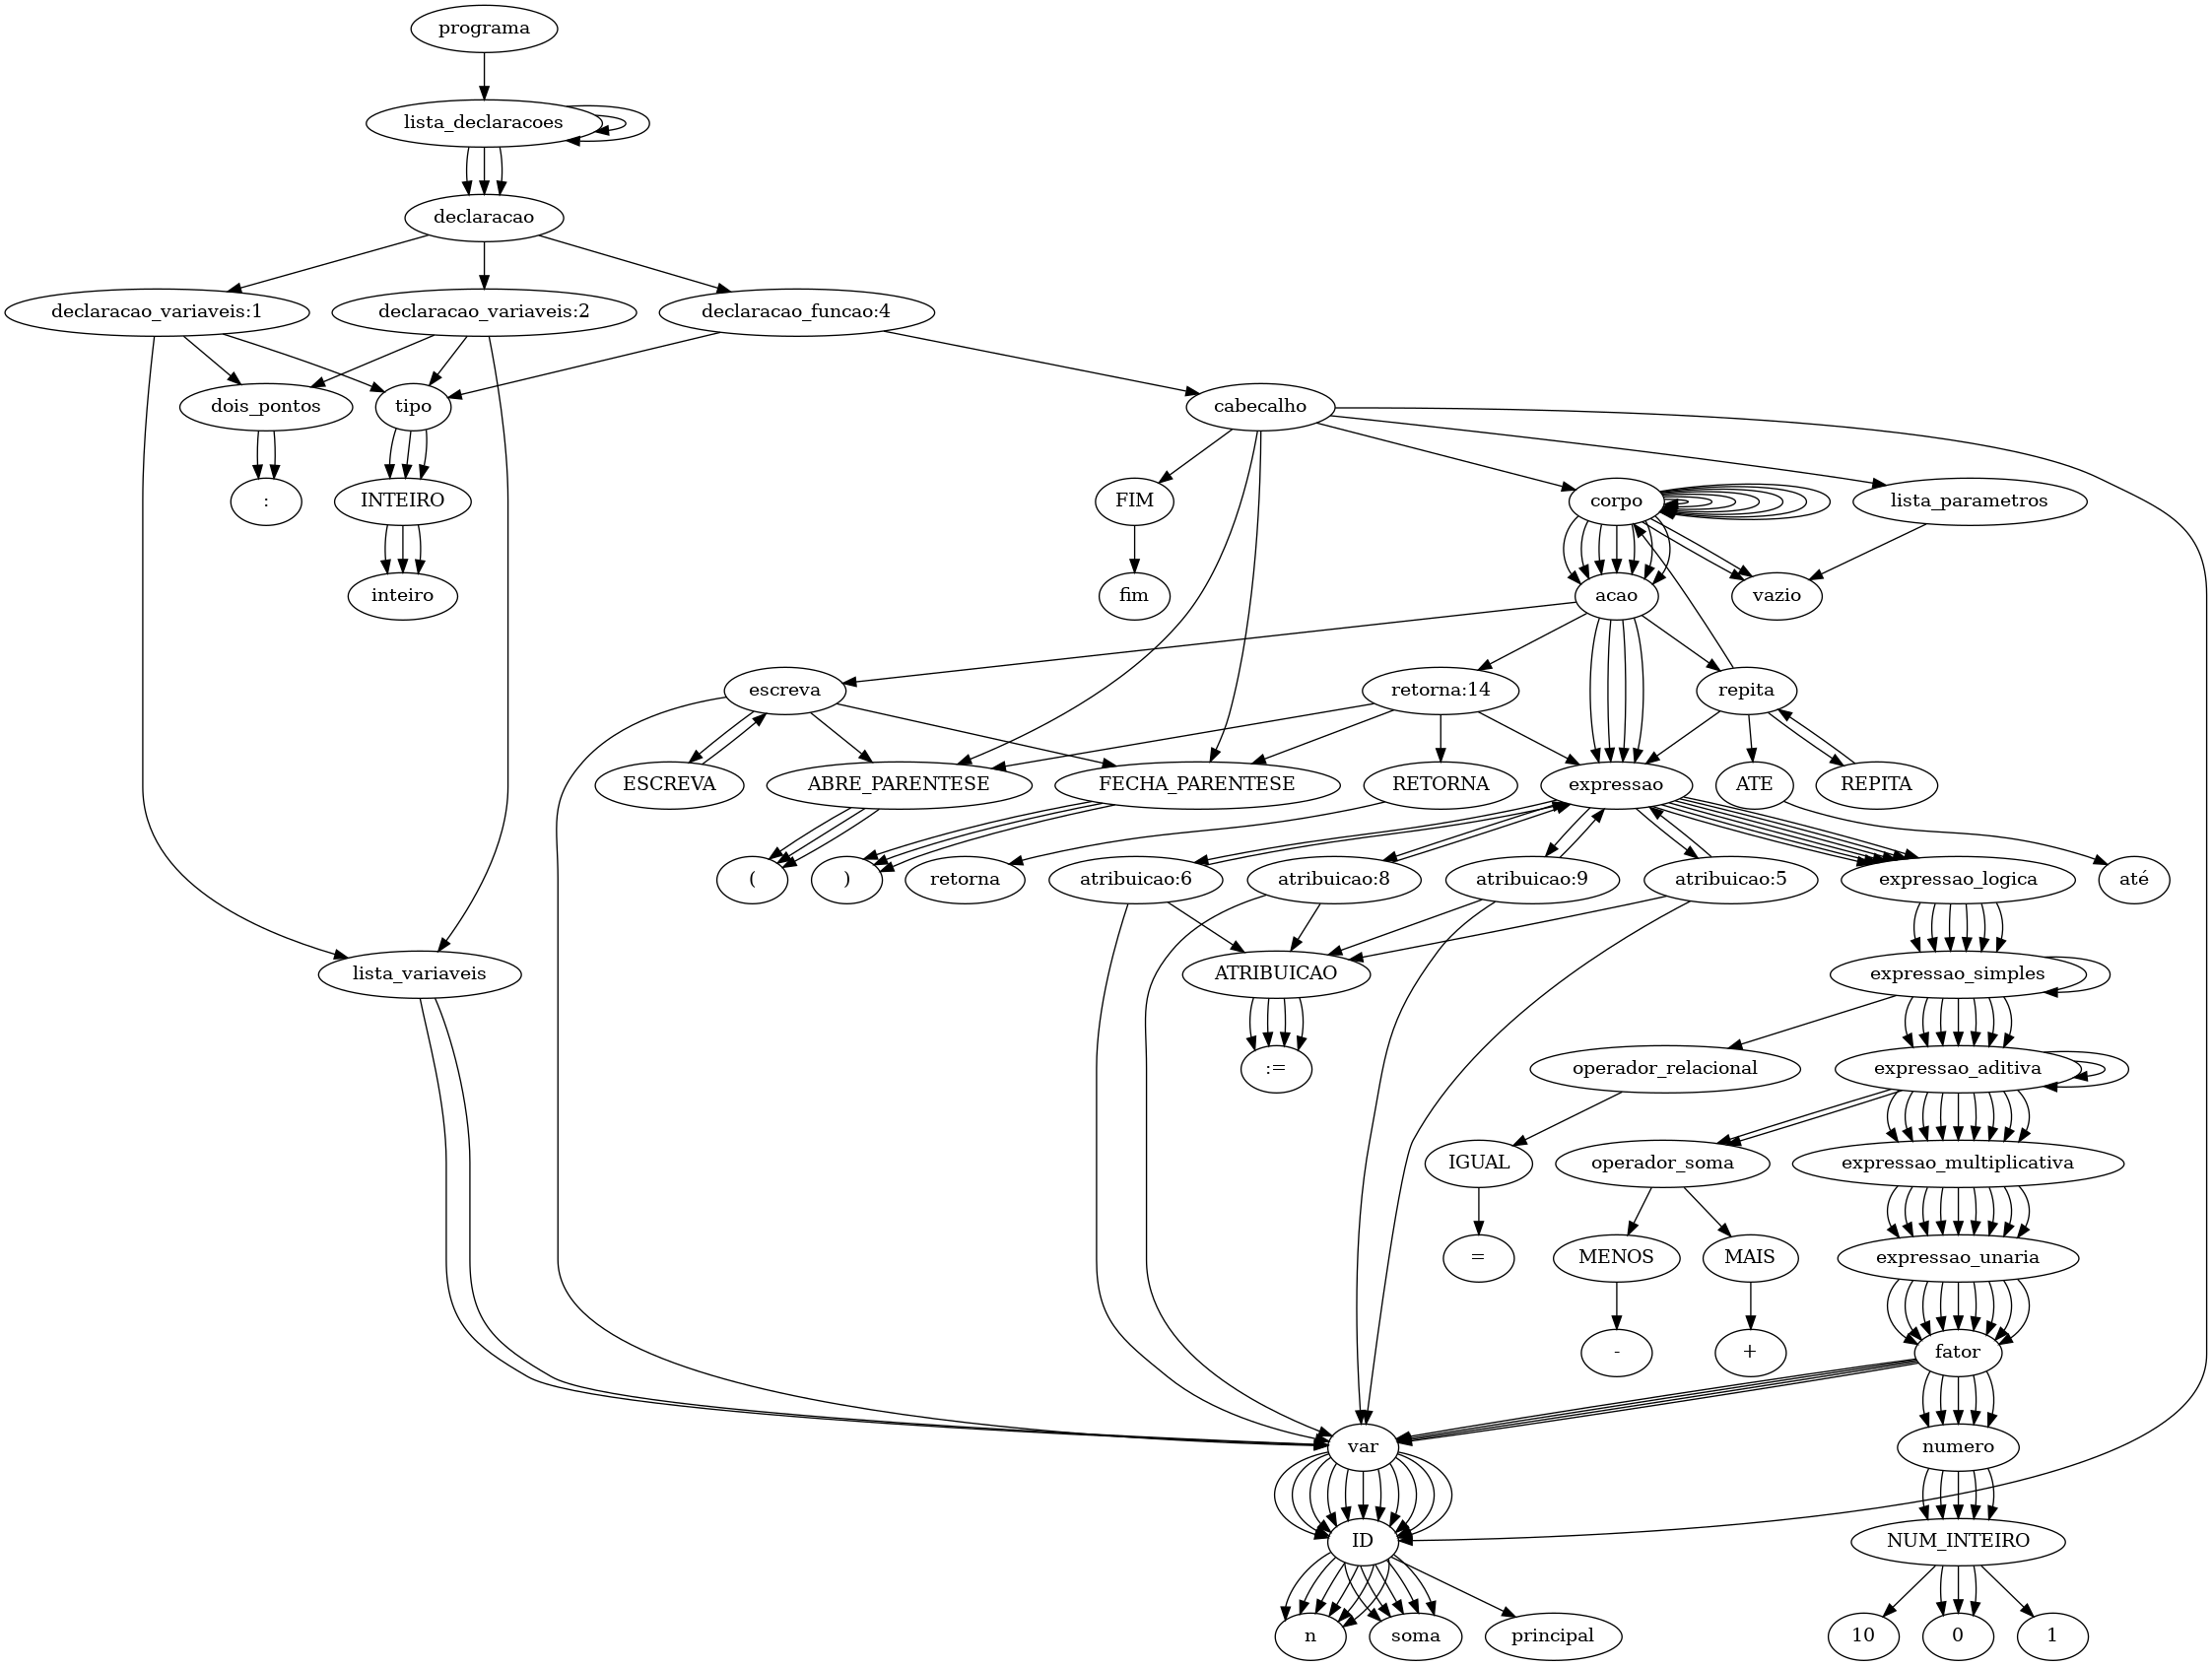 programa
lista_declaracoes
declaracao
declaracao_variaveis:1
declaracao_variaveis:2
declaracao_funcao:4
dois_pontos
tipo
cabecalho
:
INTEIRO
FIM
corpo
lista_parametros
inteiro
fim
acao
vazio
escreva
retorna:14
repita
ESCREVA
ABRE_PARENTESE
FECHA_PARENTESE
RETORNA
expressao
ATE
REPITA
(
)
retorna
atribuicao:6
atribuicao:8
atribuicao:9
atribuicao:5
expressao_logica
até
lista_variaveis
ATRIBUICAO
expressao_simples
:=
operador_relacional
expressao_aditiva
IGUAL
operador_soma
expressao_multiplicativa
=
MENOS
MAIS
expressao_unaria
-
+
fator
var
numero
ID
NUM_INTEIRO
n
soma
principal
10
0
1